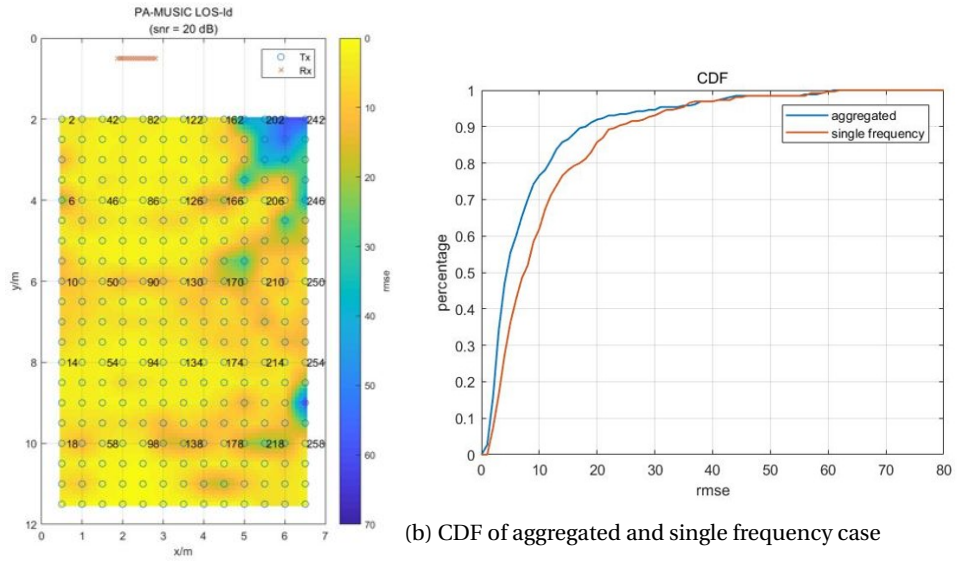 PA-MUSIC LOS-Id
(snr = 20 dB)
Tx
Rx
0
2
4
6
8
10
12
y/m
2 42 82 122 162 202 242
6 46 86 126 166 206 246
10 50 90 130 170 210 250
14 54 94 134 174 214 254
18 58 98 138 178 218 258
0 1 2 3 4 5 6 7
x/m
0
10
20
30
40
50
60
70
rmse
CDF
aggregated
single frequency
1
0.9
0.8
0.7
0.6
0.5
0.4
0.3
0.2
0.1
0
percentage
0 10 20 30 40 50 60 70 80
rmse
(b) CDF of aggregated and single frequency case